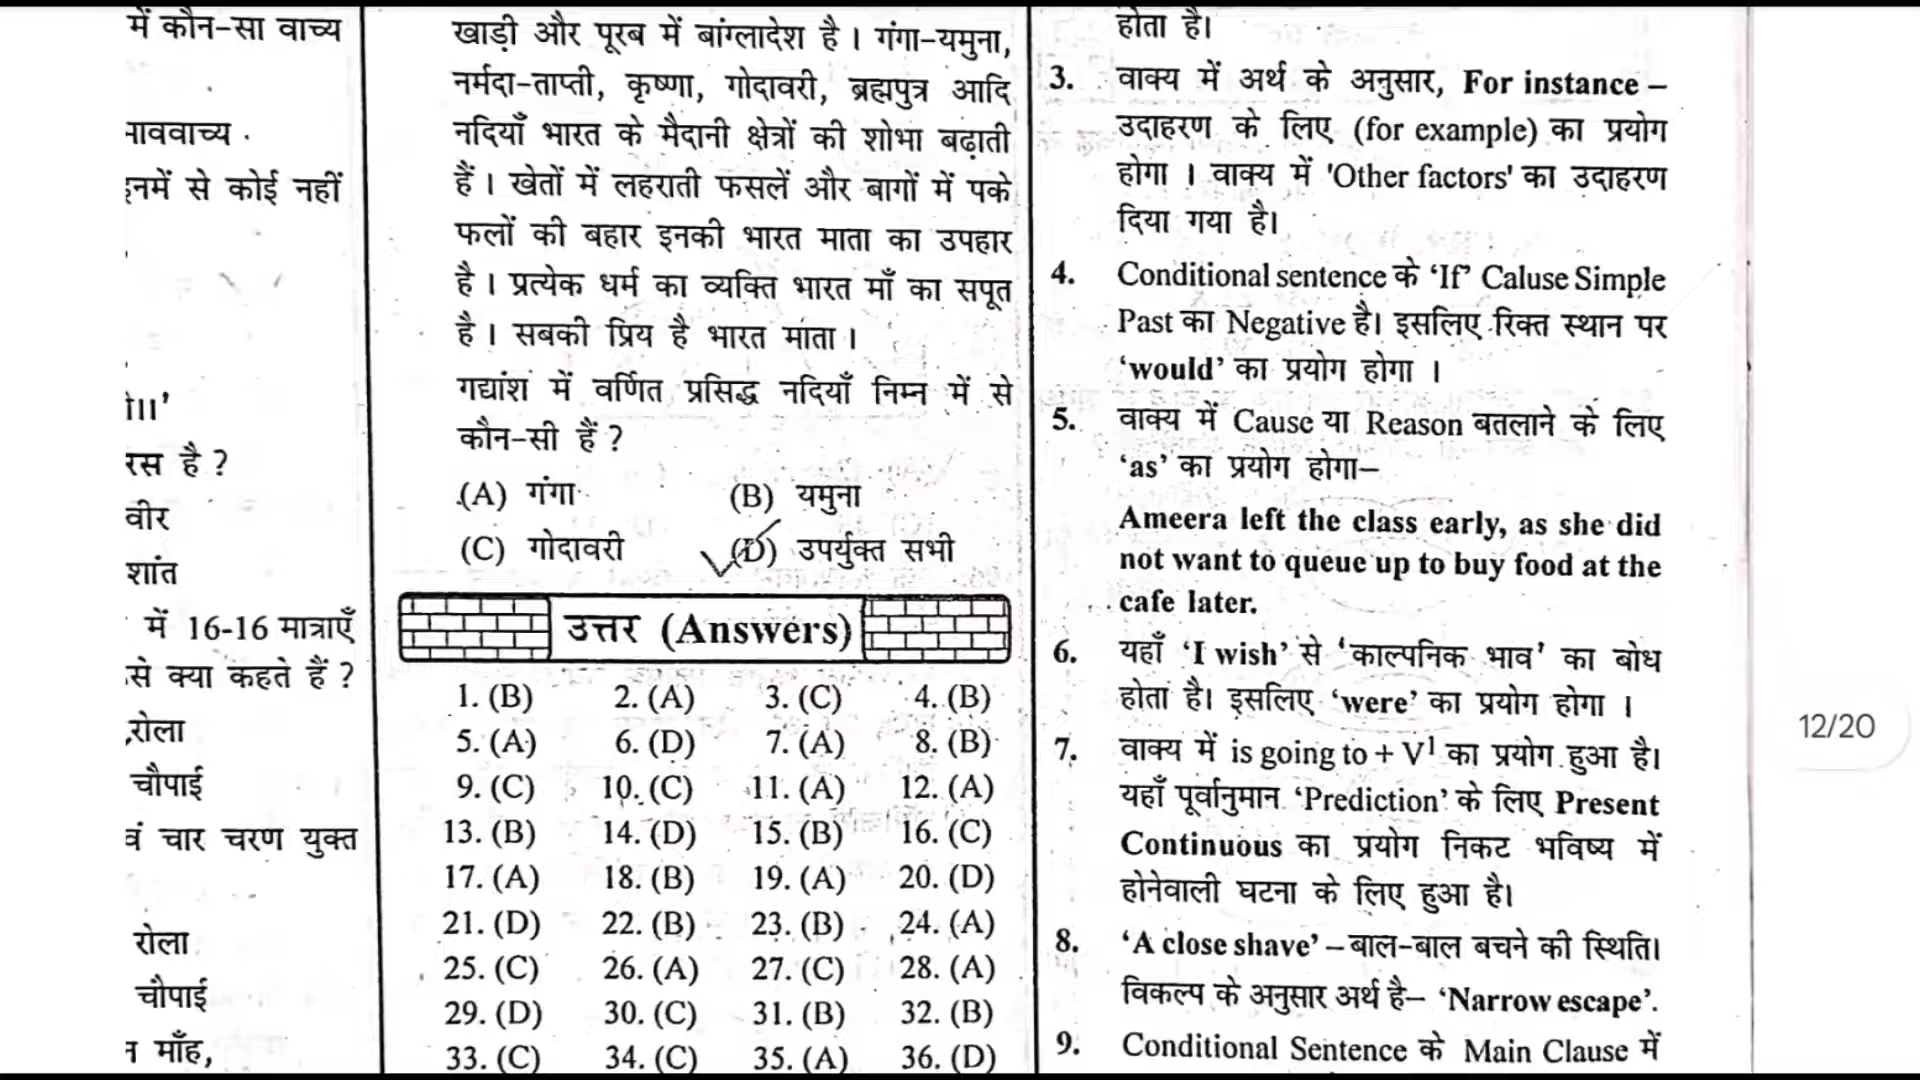 में कौन-सा वाच्य
भाववाच्य
इनमें से कोई नहीं
रस है ?
वीर
शांत
में 16-16 मात्राएँ
से क्या कहते हैं ?
रोला
चौपाई
चार चरण युक्त
रोला
चौपाई
माँह,
खाड़ी और पूरब में बांग्लादेश है । गंगा-यमुना,
नर्मदा-ताप्ती, कृष्णा, गोदावरी, ब्रह्मपुत्र आदि
नदियाँ भारत के मैदानी क्षेत्रों की शोभा बढ़ाती
हैं । खेतों में लहराती फसलें और बागों में पके
फलों की बहार इनकी भारत माता का उपहार
है । प्रत्येक धर्म का व्यक्ति भारत माँ का सपूत
है । सबकी प्रिय है भारत माता ।
गद्यांश में वर्णित प्रसिद्ध नदियाँ निम्न में से
कौन-सी हैं ?
(A) गंगा (B) यमुना
(C) गोदावरी (D) उपर्युक्त सभी
उत्तर (Answers)
1. (B) 2. (A) 3. (C) 4. (B)
5. (A) 6. (D) 7. (A) 8. (B)
9. (C) 10. (C) 11. (A) 12. (A)
13. (B) 14. (D) 15. (B) 16. (C)
17. (A) 18. (B) 19. (A) 20. (D)
21. (D) 22. (B) 23. (B) 24. (A)
25. (C) 26. (A) 27. (C) 28. (A)
29. (D) 30. (C) 31. (B) 32. (B)
33. (C) 34. (C) 35. (A) 36. (D)
होता है।
3. वाक्य में अर्थ के अनुसार, For instance –
उदाहरण के लिए (for example) का प्रयोग
होगा । वाक्य में 'Other factors' का उदाहरण
दिया गया है।
4. Conditional sentence के ‘If’ Caluse Simple
Past का Negative है। इसलिए रिक्त स्थान पर
‘would’ का प्रयोग होगा ।
5. वाक्य में Cause या Reason बतलाने के लिए
‘as’ का प्रयोग होगा–
Ameera left the class early, as she did
not want to queue up to buy food at the
cafe later.
6. यहाँ ‘I wish’ से ‘काल्पनिक भाव’ का बोध
होता है। इसलिए ‘were’ का प्रयोग होगा ।
7. वाक्य में is going to + V¹ का प्रयोग हुआ है।
यहाँ पूर्वानुमान ‘Prediction’ के लिए Present
Continuous का प्रयोग निकट भविष्य में
होनेवाली घटना के लिए हुआ है।
8. ‘A close shave’ – बाल-बाल बचने की स्थिति।
विकल्प के अनुसार अर्थ है– ‘Narrow escape’.
9. Conditional Sentence के Main Clause में
12/20